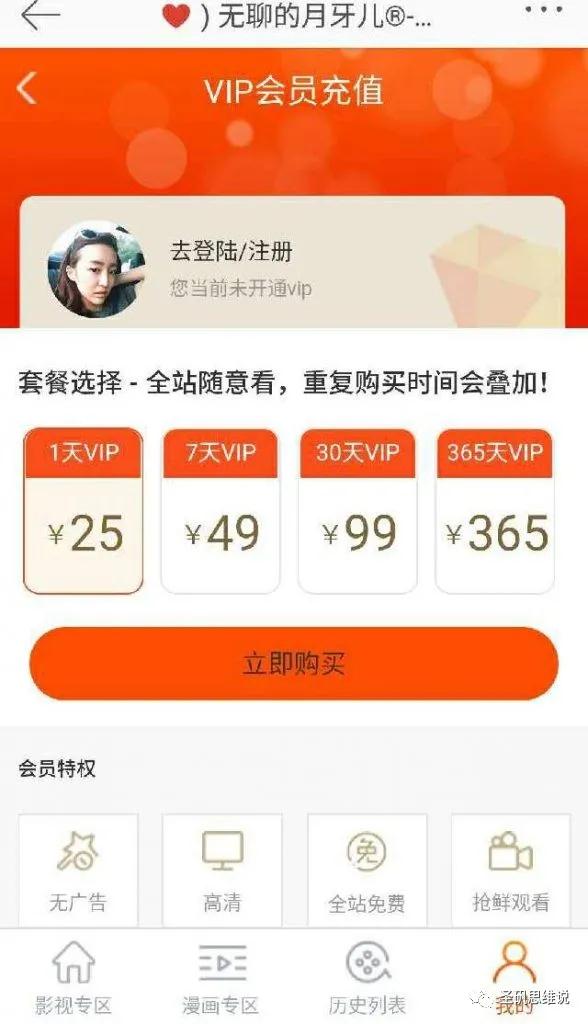 ) 无聊的月牙儿®-...
VIP会员充值
去登陆/注册
您当前未开通vip
套餐选择 - 全站随意看，重复购买时间会叠加！
1天VIP 7天VIP 30天VIP 365天VIP
¥25 ¥49 ¥99 ¥365
立即购买
会员特权
免
无广告 高清 全站免费 抢鲜观看
影视专区 漫画专区 历史列表 我的
圣矾思维说